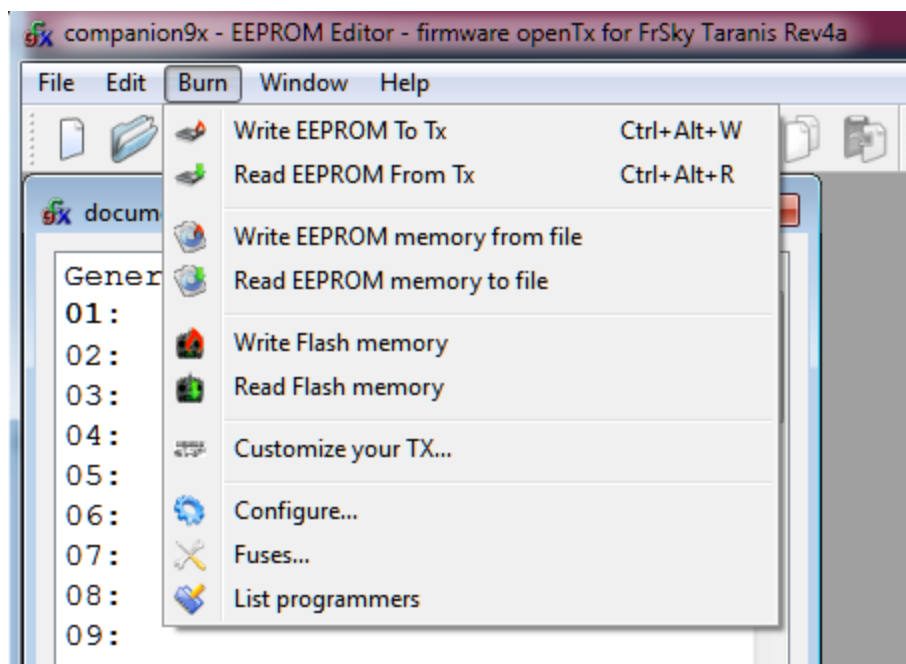 companion9x - EEPROM Editor - firmware openTx for FrSky Taranis Rev4a
File Edit Burn Window Help
Write EEPROM To Tx Ctrl+Alt+W
Read EEPROM From Tx Ctrl+Alt+R
docum
Write EEPROM memory from file
Gener
Read EEPROM memory to file
01:
Write Flash memory
02:
Read Flash memory
03:
04:
Customize your TX...
05:
06:
Configure...
07:
Fuses...
08:
List programmers
09: